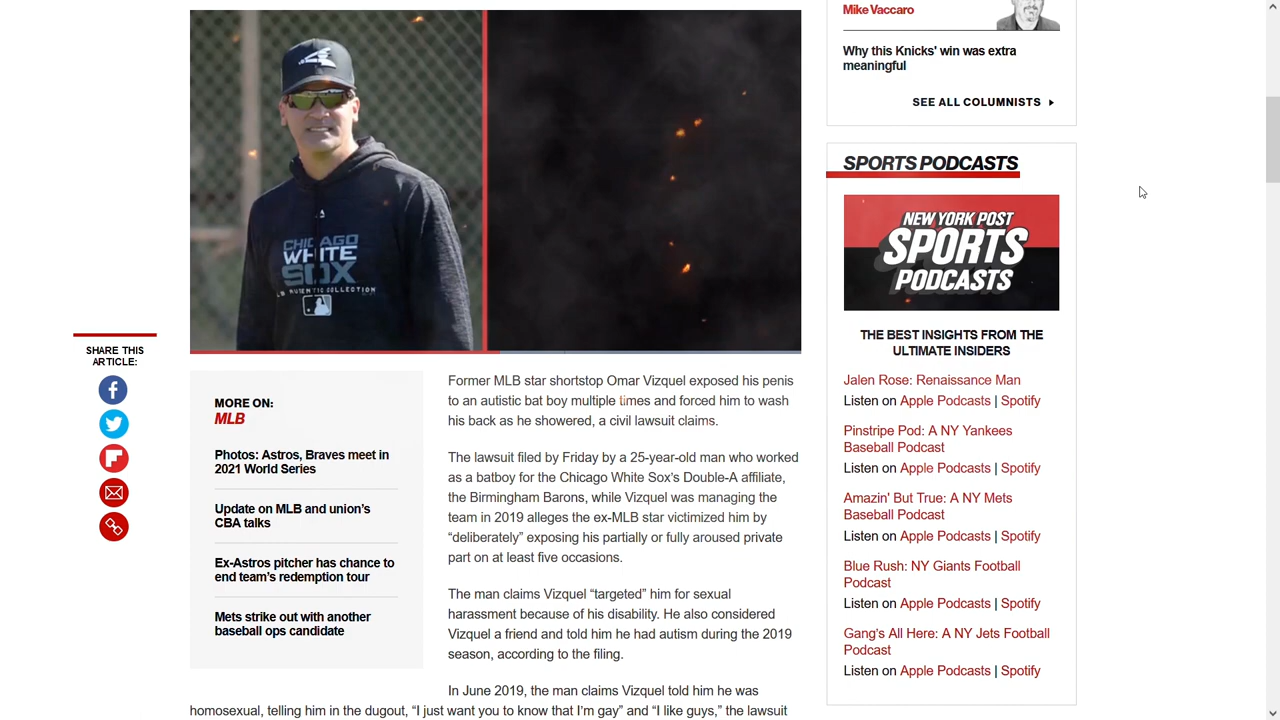 Mike Vaccaro
Why this Knicks' win was extra
meaningful
SEE ALL COLUMNISTS
SPORTS PODCASTS
NEW YORK POST
SPORTS
PODCASTS
THE BEST INSIGHTS FROM THE
ULTIMATE INSIDERS
Jalen Rose: Renaissance Man
Listen on Apple Podcasts | Spotify
Pinstripe Pod: A NY Yankees
Baseball Podcast
Listen on Apple Podcasts | Spotify
Amazin' But True: A NY Mets
Baseball Podcast
Listen on Apple Podcasts | Spotify
Blue Rush: NY Giants Football
Podcast
Listen on Apple Podcasts | Spotify
Gang's All Here: A NY Jets Football
Podcast
Listen on Apple Podcasts | Spotify
CHICAGO
WHITE
SOX
AUTHENTIC COLLECTION
SHARE THIS
ARTICLE:
MORE ON:
MLB
Photos: Astros, Braves meet in
2021 World Series
Update on MLB and union’s
CBA talks
Ex-Astros pitcher has chance to
end team’s redemption tour
Mets strike out with another
baseball ops candidate
Former MLB star shortstop Omar Vizquel exposed his penis
to an autistic bat boy multiple times and forced him to wash
his back as he showered, a civil lawsuit claims.
The lawsuit filed by Friday by a 25-year-old man who worked
as a batboy for the Chicago White Sox’s Double-A affiliate,
the Birmingham Barons, while Vizquel was managing the
team in 2019 alleges the ex-MLB star victimized him by
“deliberately” exposing his partially or fully aroused private
part on at least five occasions.
The man claims Vizquel “targeted” him for sexual
harassment because of his disability. He also considered
Vizquel a friend and told him he had autism during the 2019
season, according to the filing.
In June 2019, the man claims Vizquel told him he was
homosexual, telling him in the dugout, “I just want you to know that I’m gay” and “I like guys,” the lawsuit